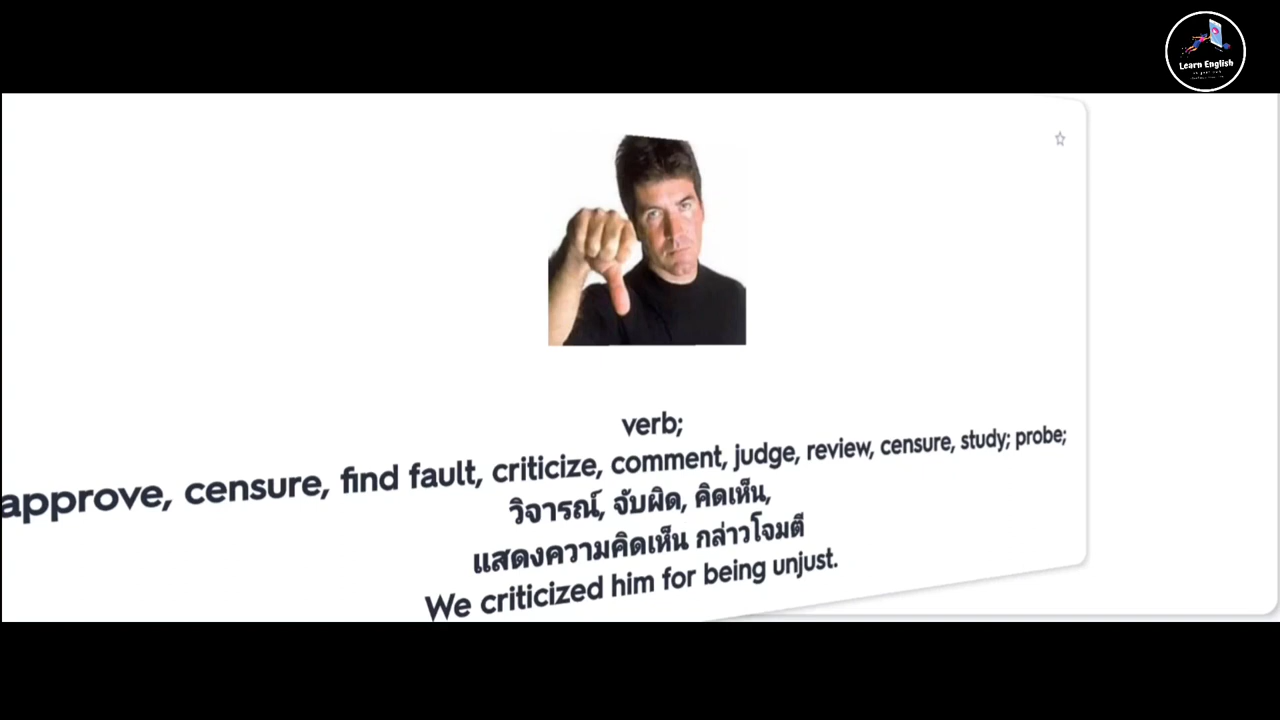 Learn English
verb;
approve, censure, find fault, criticize, comment, judge, review, censure, study; probe;
วิจารณ์, จับผิด, คิดเห็น,
แสดงความคิดเห็น กล่าวโจมตี
We criticized him for being unjust.